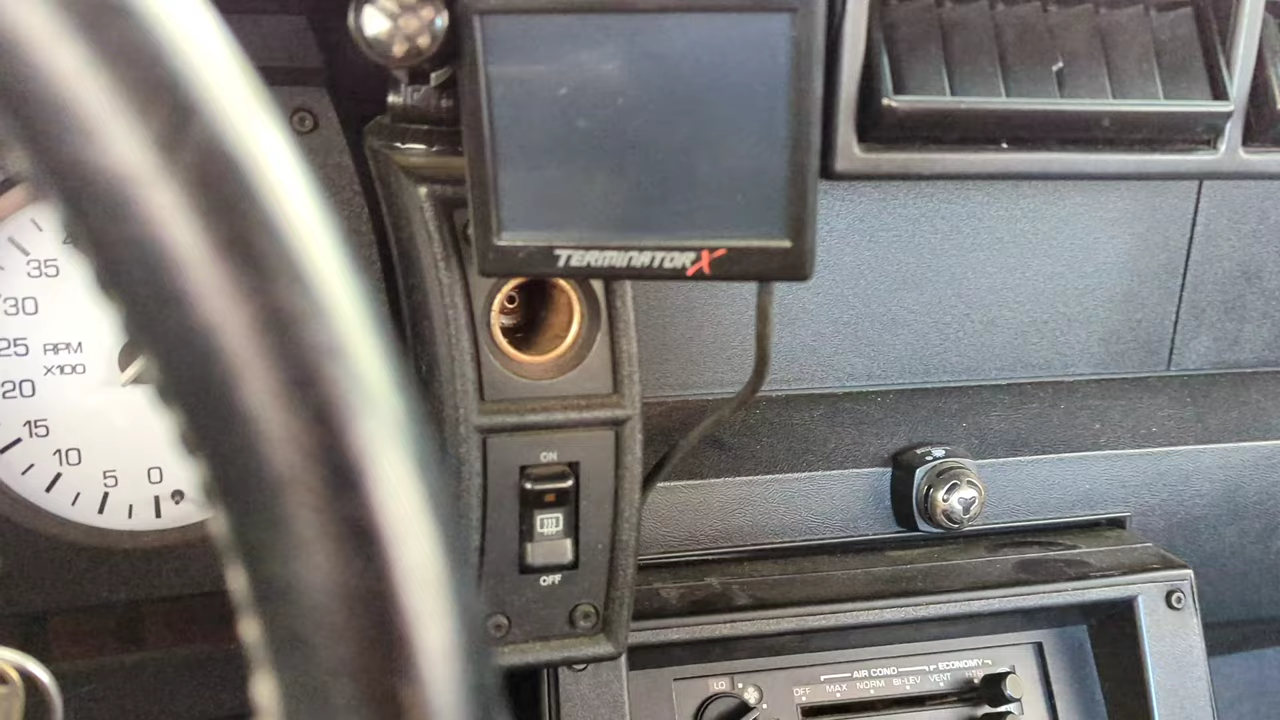 TERMINATOR X
35
30
25
20
15
10
5
0
RPM
X100
ON
OFF
LO
AIR COND
ECONOMY
OFF
MAX
NORM
BI-LEV
VENT